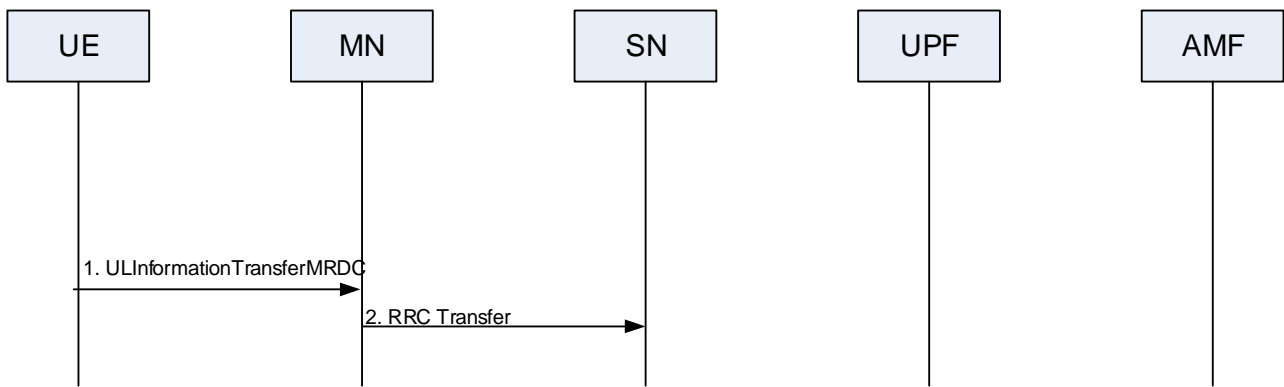 UE
MN
SN
UPF
AMF
1. ULInformationTransferMRDC
2. RRC Transfer